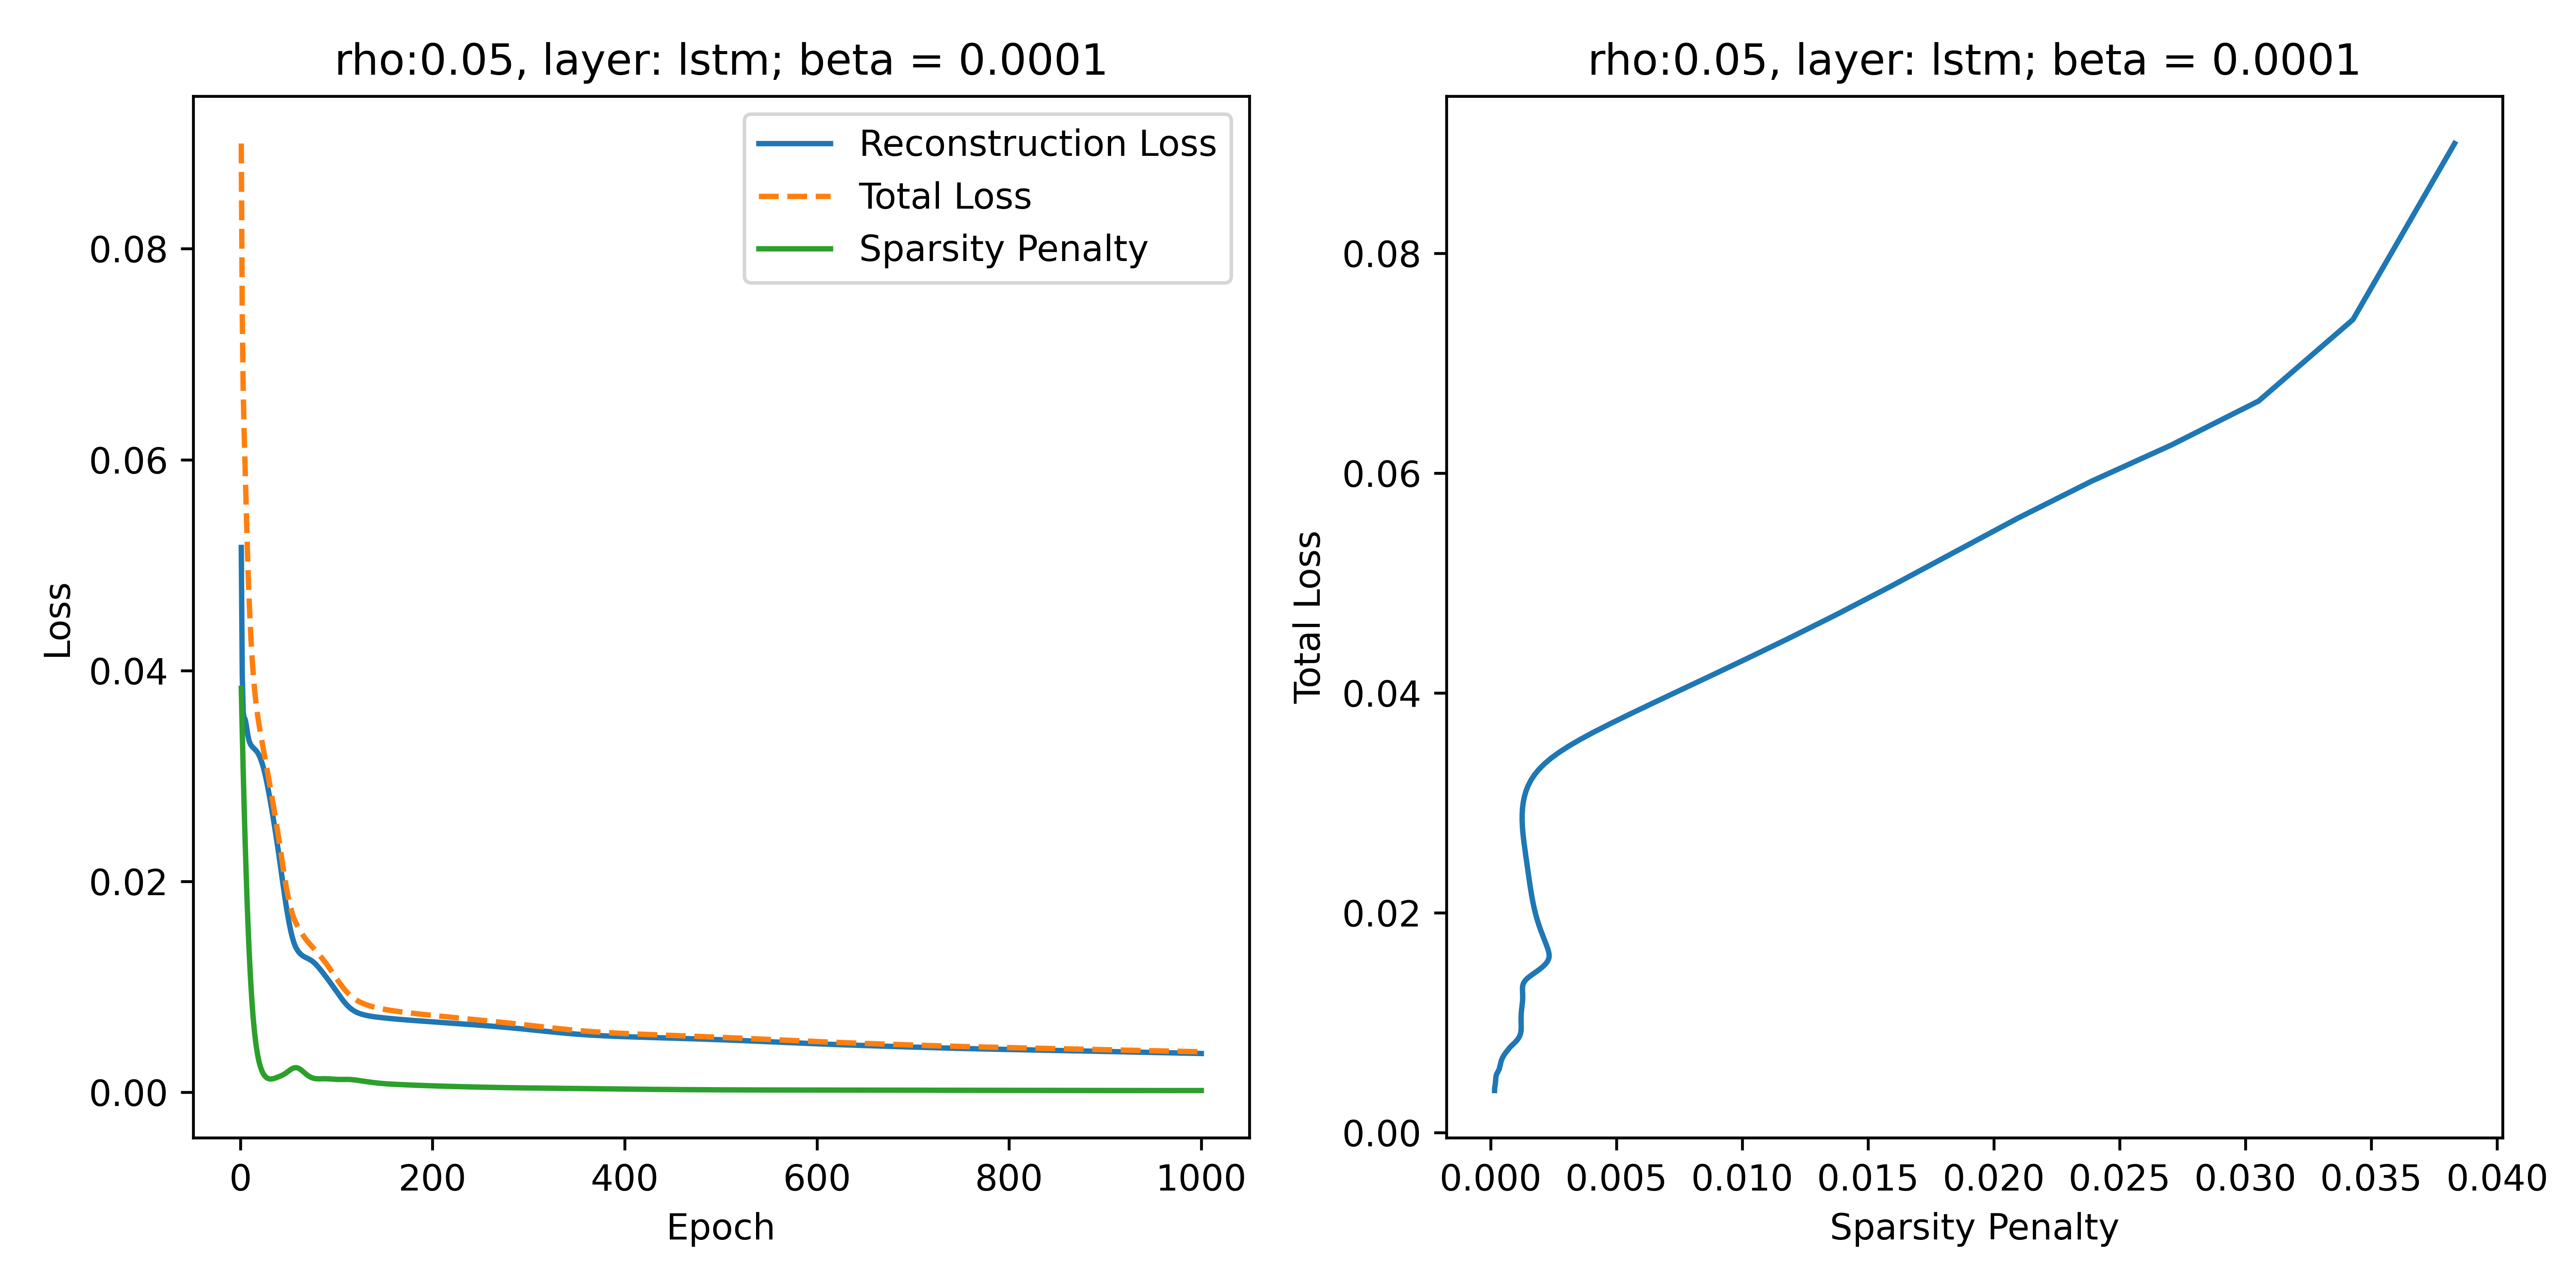 rho:0.05, layer: lstm; beta = 0.0001
Reconstruction Loss
Total Loss
Sparsity Penalty
Loss
0.08
0.06
0.04
0.02
0.00
0 200 400 600 800 1000
Epoch
rho:0.05, layer: lstm; beta = 0.0001
Total Loss
0.08
0.06
0.04
0.02
0.00
0.000 0.005 0.010 0.015 0.020 0.025 0.030 0.035 0.040
Sparsity Penalty